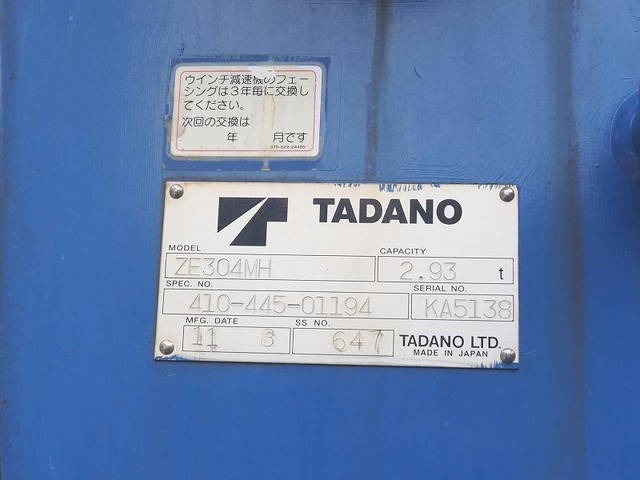 ウインチ減速機のフェー
シングは3年毎に交換し
てください。
次回の交換は
年 月です
TADANO
MODEL CAPACITY
ZE304MH 2.93 t
SPEC. NO. SERIAL NO.
410-445-01194 KA5138
MFG. DATE SS NO.
11 3 647 TADANO LTD.
MADE IN JAPAN